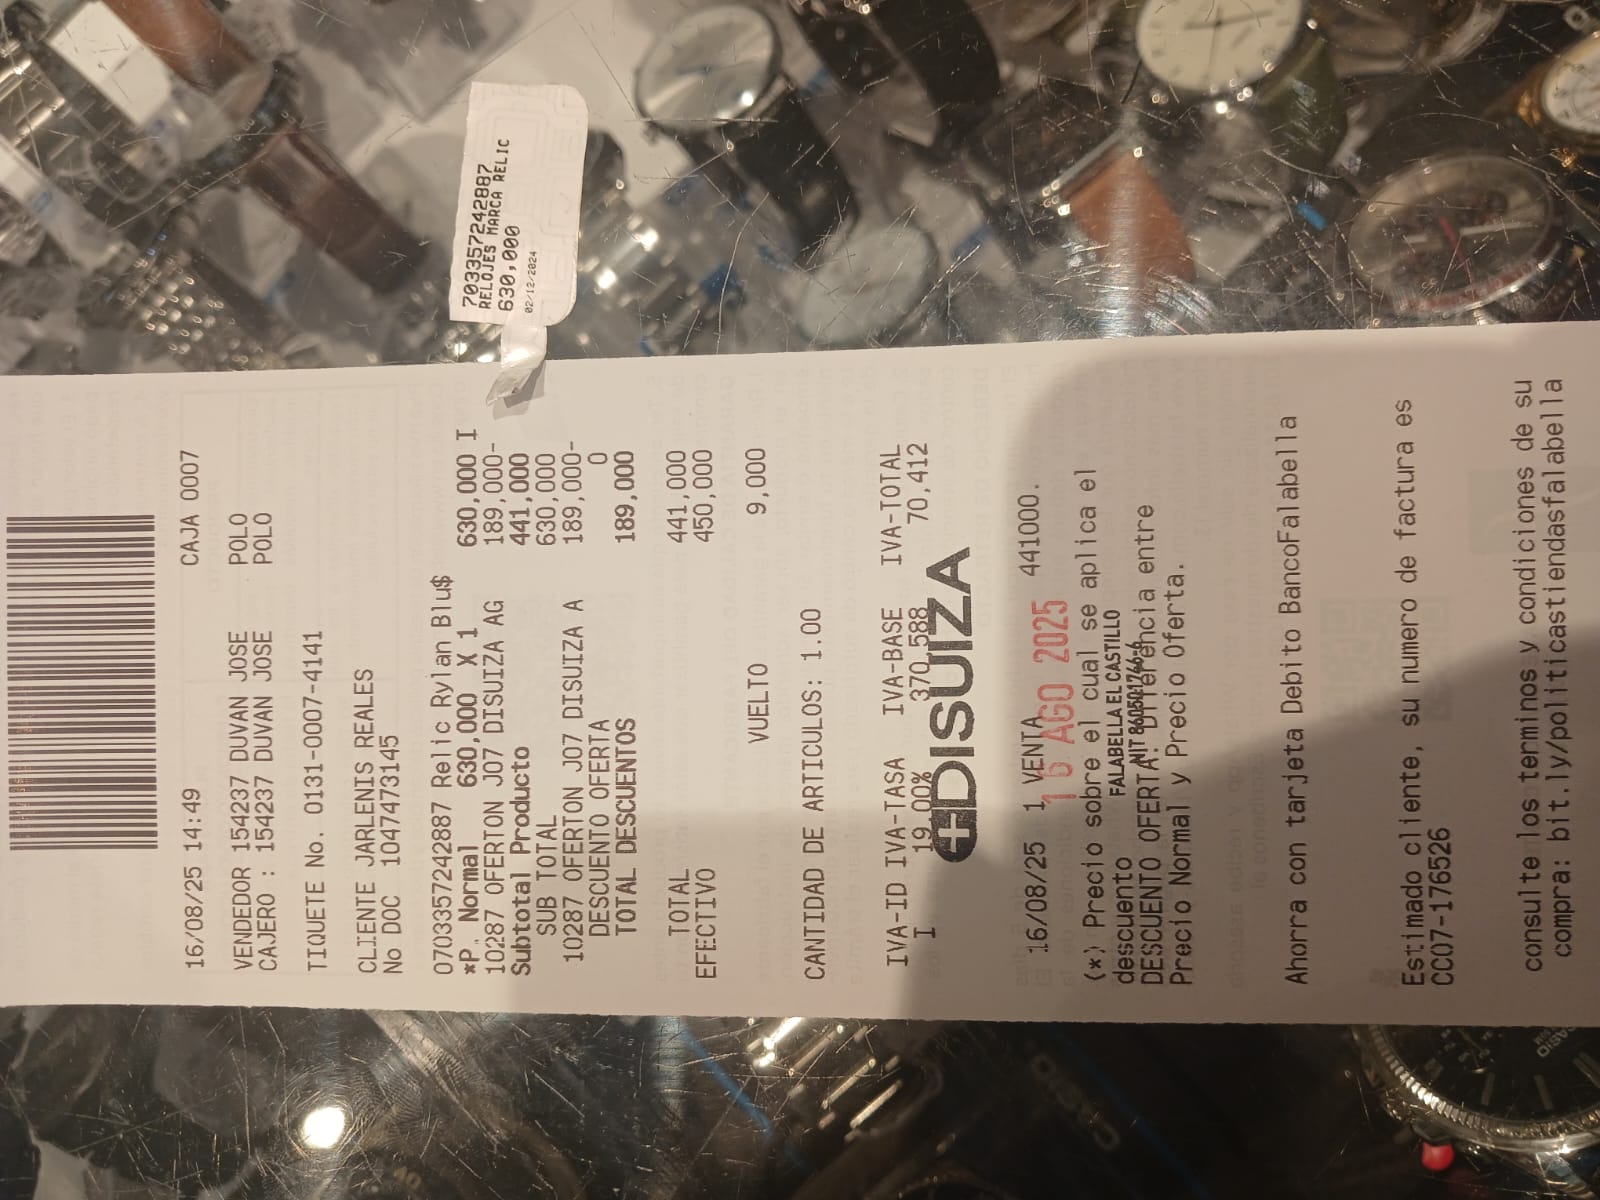 7033357242887
RELOJES MARCA RELIC
630,000
02/12/2024
16/08/25 14:49 CAJA 0007
VENDEDOR 154237 DUVAN JOSE POLO
CAJERO : 154237 DUVAN JOSE POLO
TIQUETE No. 0131-0007-4141
CLIENTE JARLENIS REALES
No DOC 1047473145
07033357242887 Relic Rylan Blu$ 630,000 I
*P. Normal 630,000 X 1 189,000-
10287 OFERTON J07 DISUIZA AG 441,000
Subtotal Producto 630,000
SUB TOTAL 189,000-
10287 OFERTON J07 DISUIZA A 0
DESCUENTO OFERTA 189,000
TOTAL DESCUENTOS
TOTAL 441,000
EFECTIVO 450,000
VUELTO 9,000
CANTIDAD DE ARTICULOS: 1.00
IVA-ID IVA-TASA IVA-BASE IVA-TOTAL
I 19.00% 370,588 70,412
DISUIZA
16/08/25 1 VENTA 441000.
16 AGO 2025
(*) Precio sobre el cual se aplica el
FALABELLA EL CASTILLO
descuento
NIT 860501746-6
DESCUENTO OFERTA: Diferencia entre
Precio Normal y Precio Oferta.
Ahorra con tarjeta Debito BancoFalabella
Estimado cliente, su numero de factura es
CC07-1765526
consulte los terminos y condiciones de su
compra: bit.ly/politicastiendasfalabella
CASIO